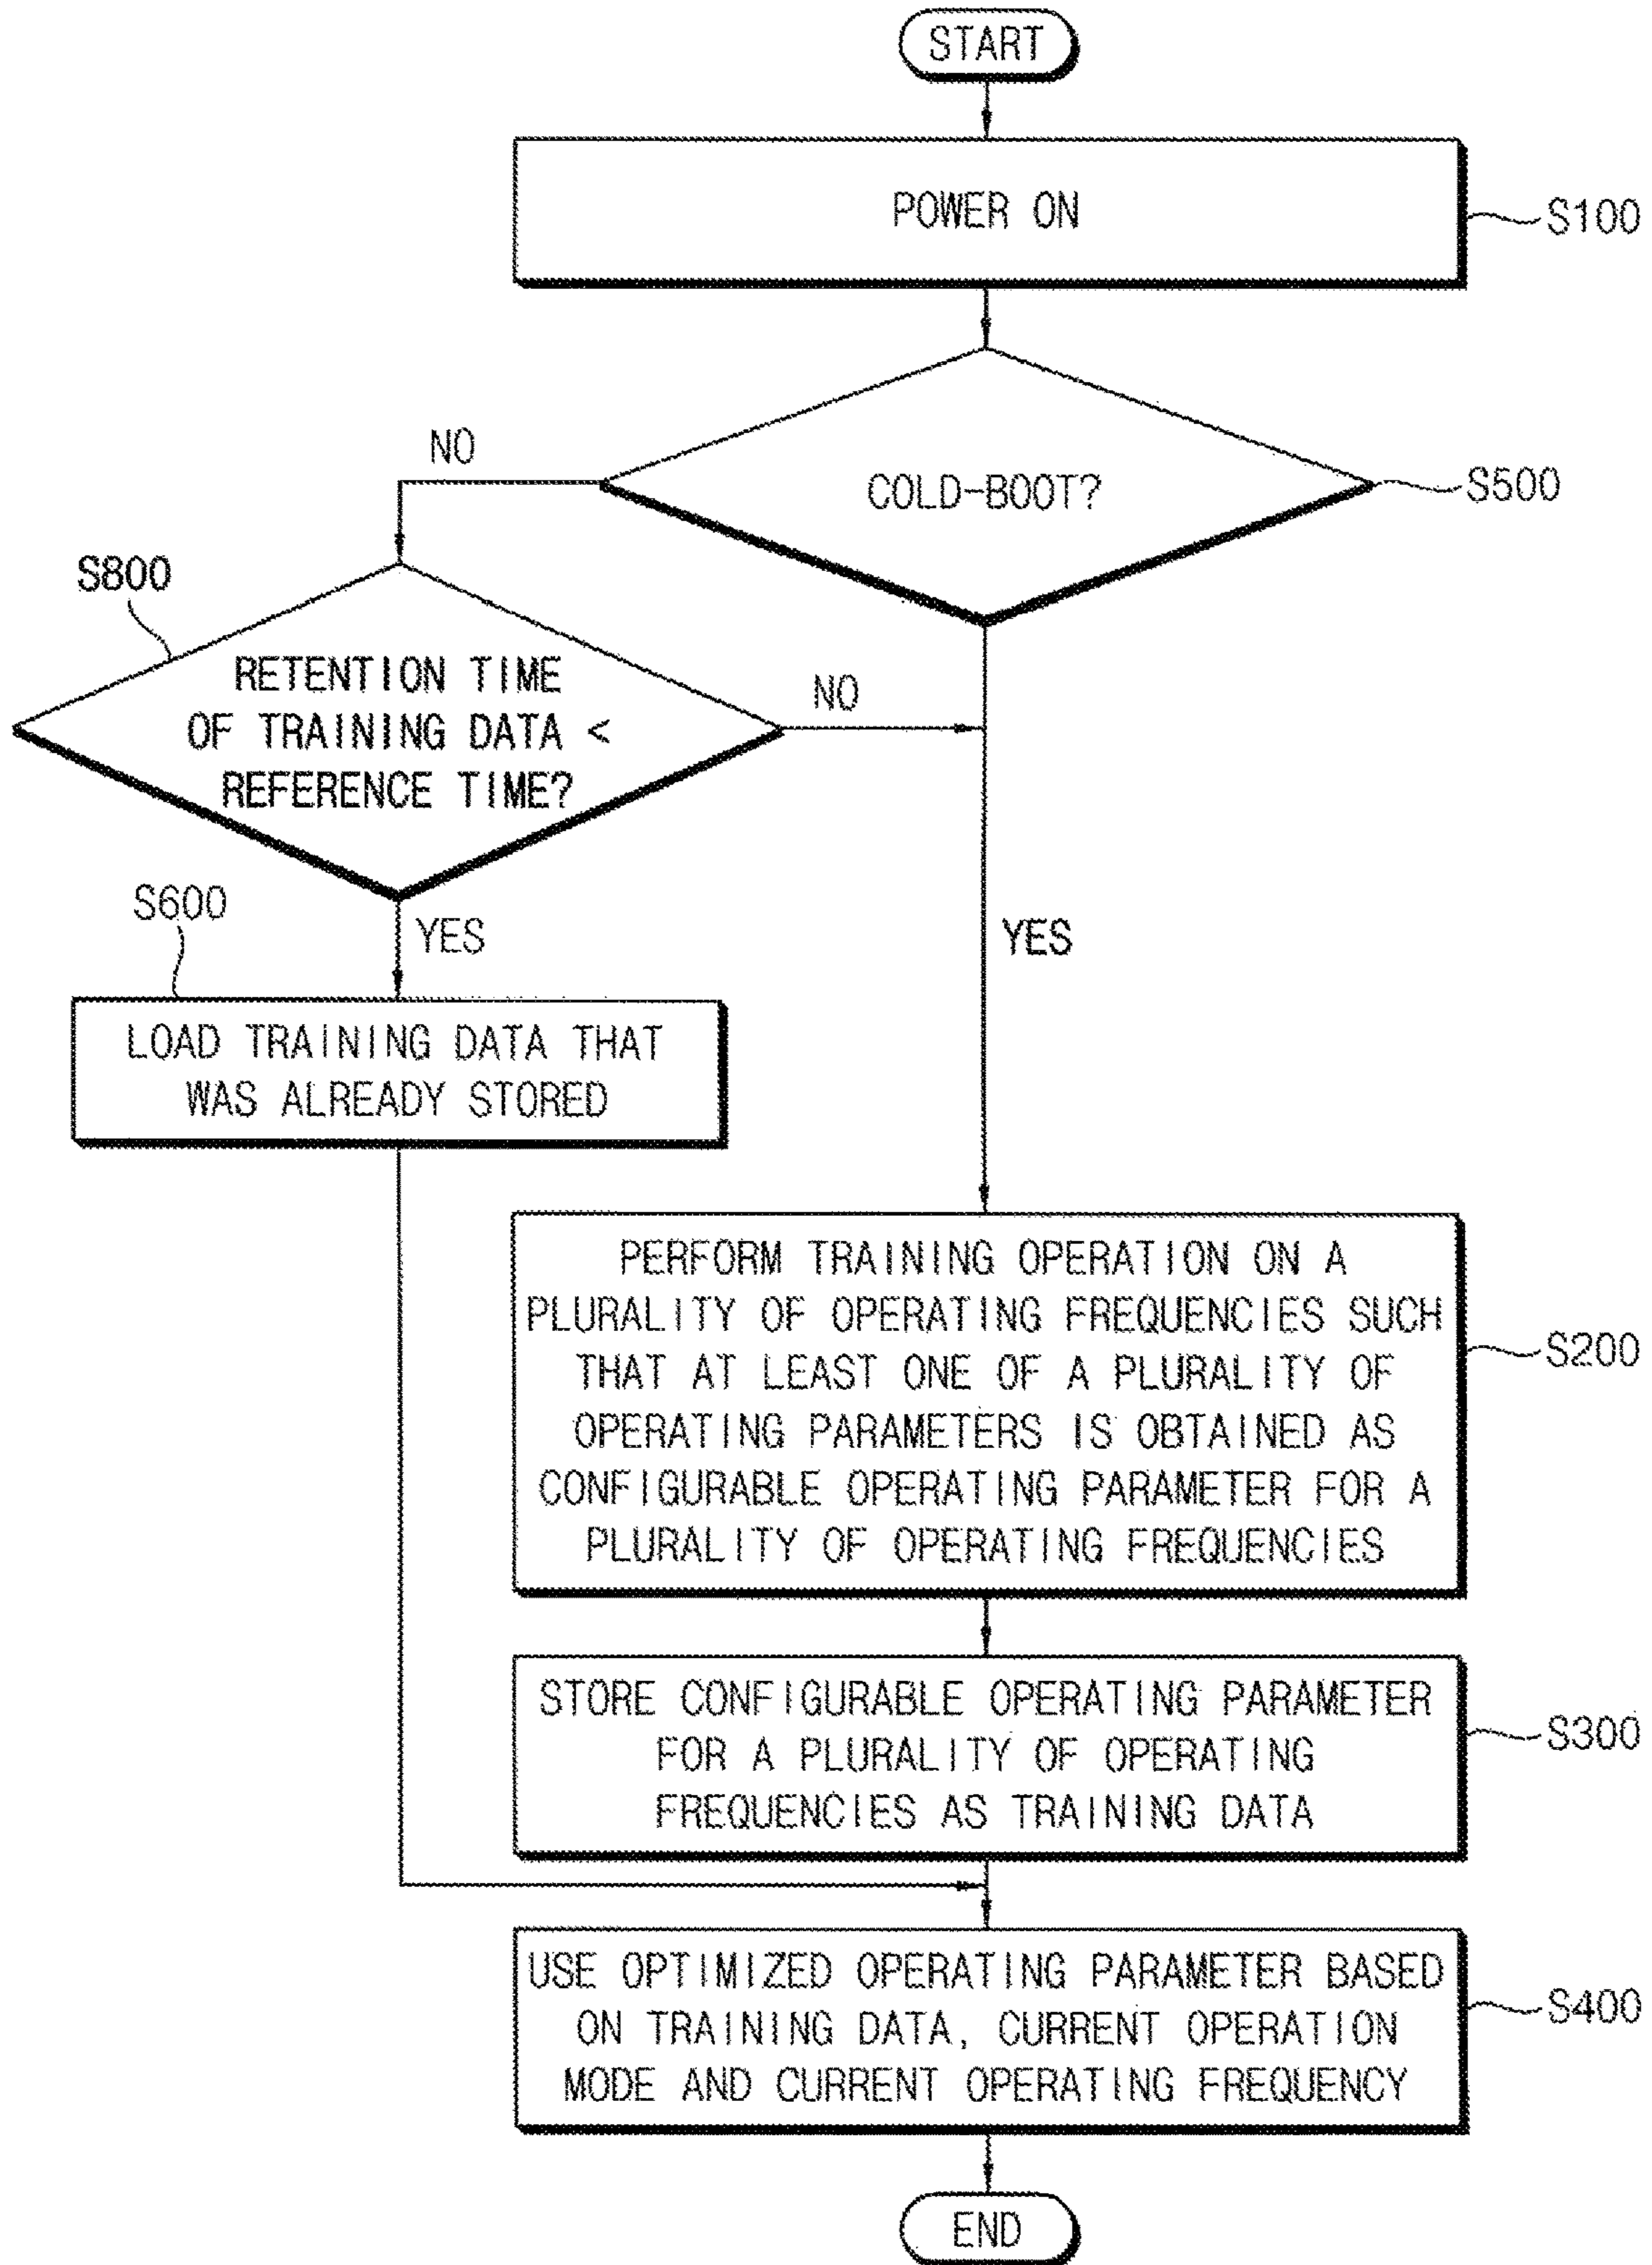 START
POWER ON
S100
NO
COLD-BOOT?
S500
S800
RETENTION TIME
OF TRAINING DATA <
REFERENCE TIME?
NO
S600
YES
YES
LOAD TRAINING DATA THAT
WAS ALREADY STORED
PERFORM TRAINING OPERATION ON A
PLURALITY OF OPERATING FREQUENCIES SUCH
THAT AT LEAST ONE OF A PLURALITY OF
OPERATING PARAMETERS IS OBTAINED AS
CONFIGURABLE OPERATING PARAMETER FOR A
PLURALITY OF OPERATING FREQUENCIES
S200
STORE CONFIGURABLE OPERATING PARAMETER
FOR A PLURALITY OF OPERATING
FREQUENCIES AS TRAINING DATA
S300
USE OPTIMIZED OPERATING PARAMETER BASED
ON TRAINING DATA, CURRENT OPERATION
MODE AND CURRENT OPERATING FREQUENCY
S400
END